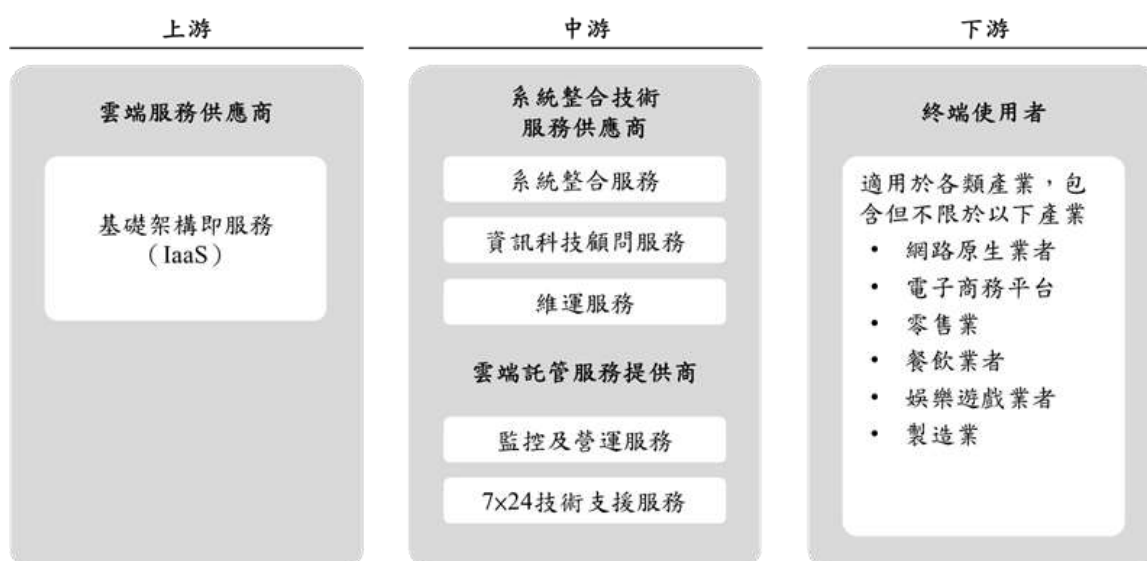 上游
雲端服務供應商
基礎架構即服務
（IaaS）
中游
系統整合技術
服務供應商
系統整合服務
資訊科技顧問服務
維運服務
雲端託管服務提供商
監控及營運服務
7×24技術支援服務
下游
終端使用者
適用於各類產業，包
含但不限於以下產業
• 網路原生業者
• 電子商務平台
• 零售業
• 餐飲業者
• 娛樂遊戲業者
• 製造業